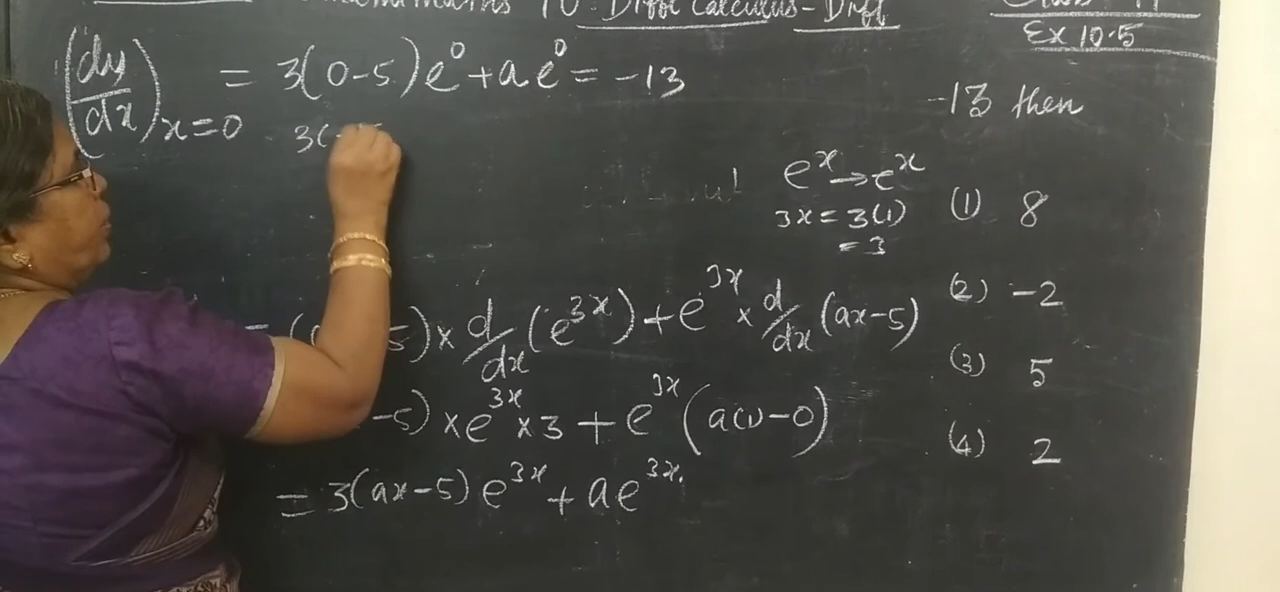 10. Diffl Calculus - Diff
Ex 10.5
(dy/dx)x=0 = 3(0-5)e⁰ + ae⁰ = -13
3(-5
-13 then
eˣ → eˣ
3x = 3(1)
= 3
(1) 8
(2) -2
(3) 5
(4) 2
5) × d/dx (e³ˣ) + e³ˣ × d/dx (ax-5)
-5) × e³ˣ × 3 + e³ˣ (a(1)-0)
= 3(ax-5) e³ˣ + ae³ˣ.